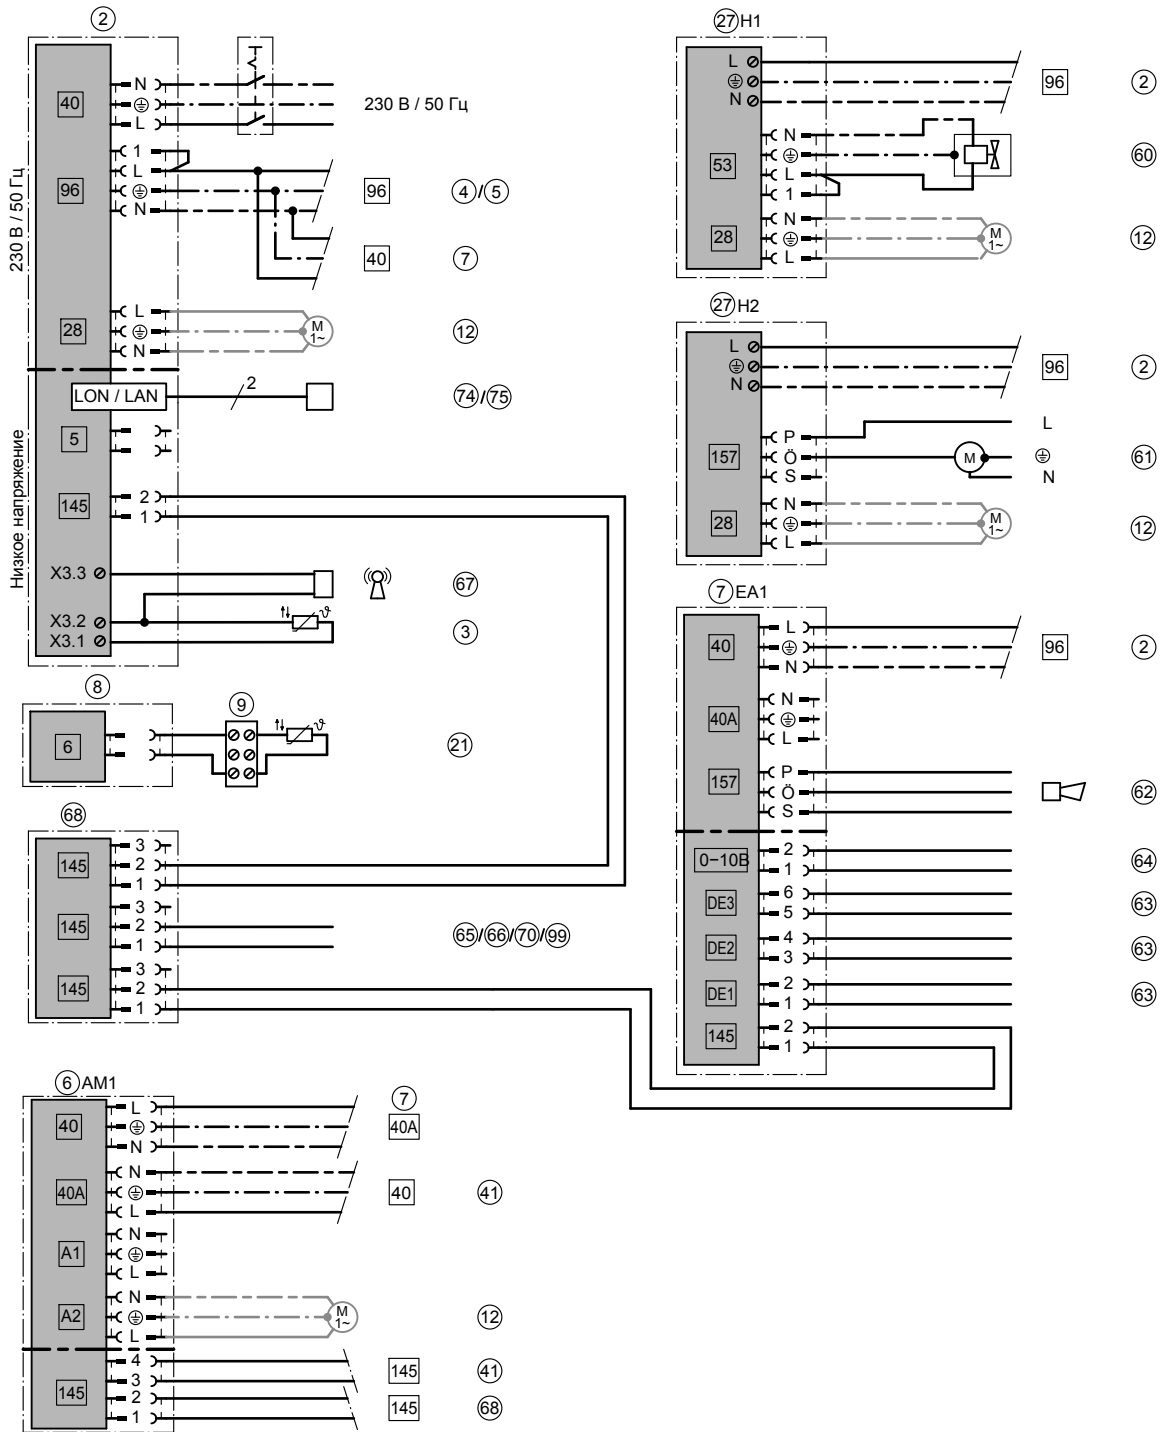 2
230 В / 50 Гц
Низкое напряжение
40
N
L
230 В / 50 Гц
96
1
L
N
96
4/5
40
7
28
L
N
M
1~
12
LON / LAN
2
74/75
5
145
2
1
X3.3
67
X3.2
X3.1
ϑ
3
8
6
9
ϑ
21
68
145
3
2
1
145
3
2
1
65/66/70/99
145
3
2
1
6 AM1
40
L
N
7
40A
40A
N
L
40
41
A1
N
L
A2
N
L
M
1~
12
145
4
3
2
1
145
41
145
68
27 H1
L
N
96
2
53
N
L
1
60
28
N
L
M
1~
12
27 H2
L
N
96
2
157
P
Ö
S
M
L
N
61
28
N
L
M
1~
12
7 EA1
40
L
N
96
2
40A
N
L
157
P
Ö
S
62
0–10В
2
1
64
DE3
6
5
63
DE2
4
3
63
DE1
2
1
63
145
2
1